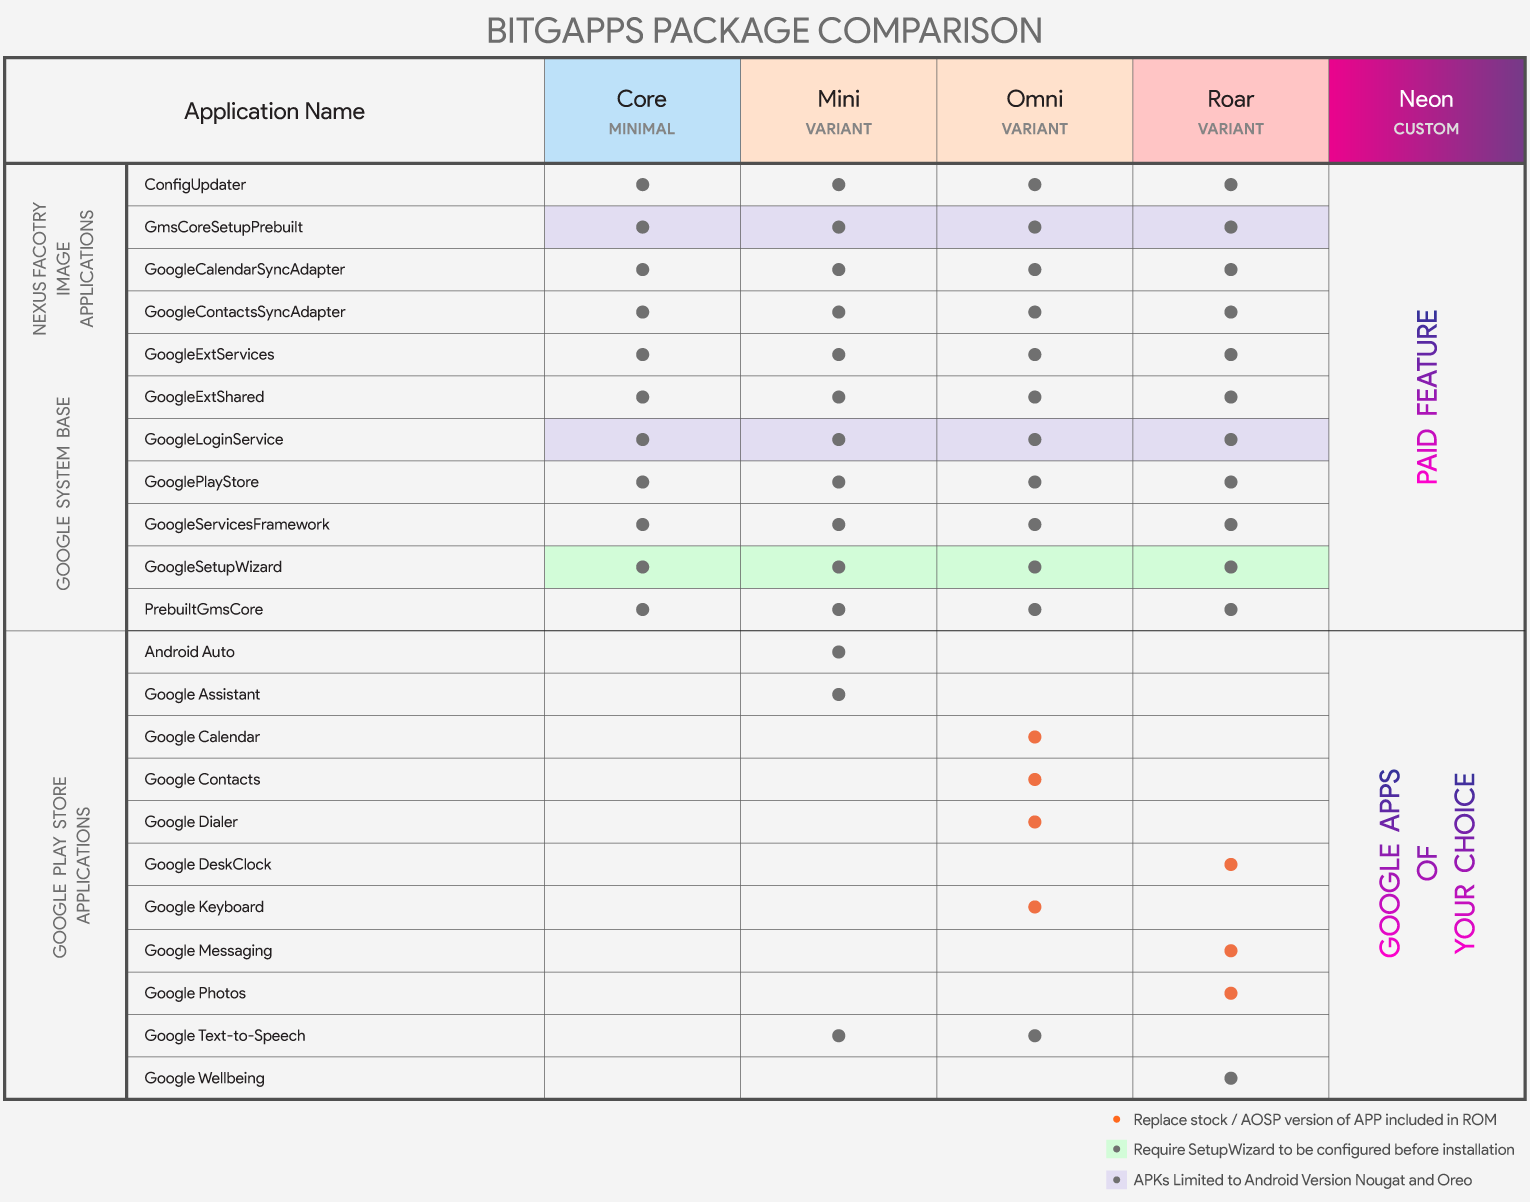 BITGAPPS PACKAGE COMPARISON
Application Name
Core
MINIMAL
Mini
VARIANT
Omni
VARIANT
Roar
VARIANT
Neon
CUSTOM
NEXUS FACOTRY
IMAGE
APPLICATIONS
GOOGLE SYSTEM BASE
ConfigUpdater
GmsCoreSetupPrebuilt
GoogleCalendarSyncAdapter
GoogleContactsSyncAdapter
GoogleExtServices
GoogleExtShared
GoogleLoginService
GooglePlayStore
GoogleServicesFramework
GoogleSetupWizard
PrebuiltGmsCore
PAID FEATURE
GOOGLE PLAY STORE
APPLICATIONS
Android Auto
Google Assistant
Google Calendar
Google Contacts
Google Dialer
Google DeskClock
Google Keyboard
Google Messaging
Google Photos
Google Text-to-Speech
Google Wellbeing
GOOGLE APPS
OF
YOUR CHOICE
Replace stock / AOSP version of APP included in ROM
Require SetupWizard to be configured before installation
APKs Limited to Android Version Nougat and Oreo